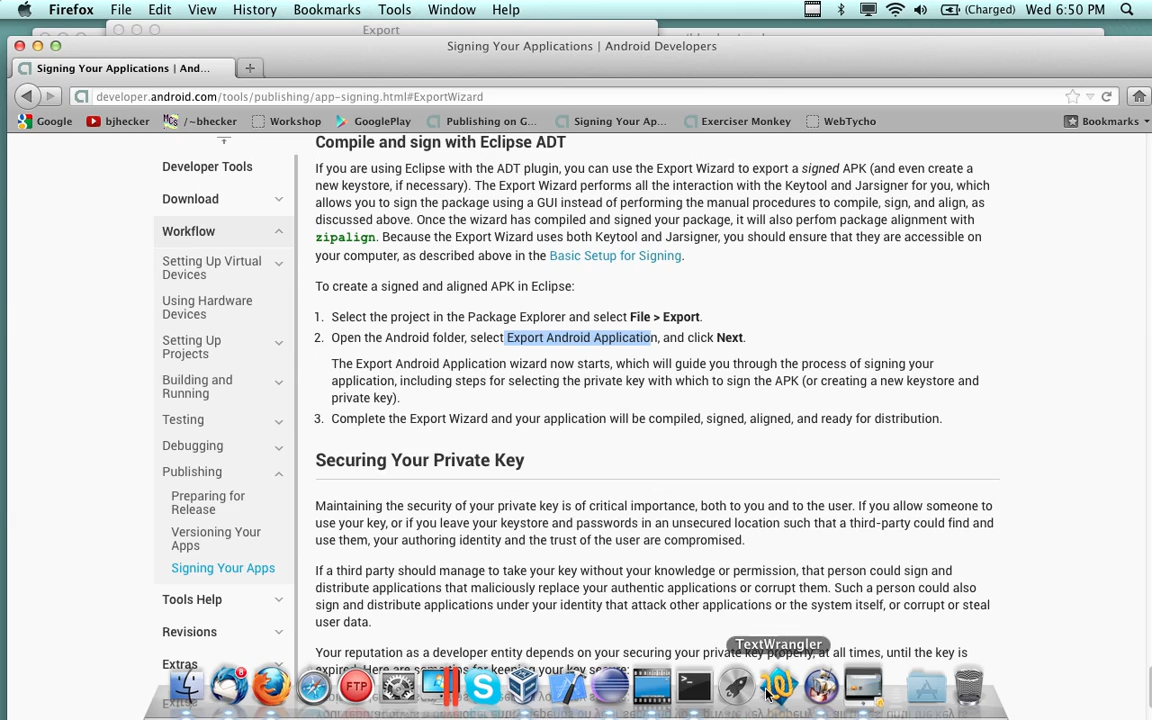 Firefox File Edit View History Bookmarks Tools Window Help (Charged) Wed 6:50 PM
Export
Signing Your Applications | Android Developers
Signing Your Applications | And...
developer.android.com/tools/publishing/app-signing.html#ExportWizard
Google bjhecker /~bhecker Workshop GooglePlay Publishing on G... Signing Your Ap... Exerciser Monkey WebTycho Bookmarks
Developer Tools
Download
Workflow
Setting Up Virtual
Devices
Using Hardware
Devices
Setting Up
Projects
Building and
Running
Testing
Debugging
Publishing
Preparing for
Release
Versioning Your
Apps
Signing Your Apps
Tools Help
Revisions
Extras
Compile and sign with Eclipse ADT
If you are using Eclipse with the ADT plugin, you can use the Export Wizard to export a signed APK (and even create a
new keystore, if necessary). The Export Wizard performs all the interaction with the Keytool and Jarsigner for you, which
allows you to sign the package using a GUI instead of performing the manual procedures to compile, sign, and align, as
discussed above. Once the wizard has compiled and signed your package, it will also perfom package alignment with
zipalign. Because the Export Wizard uses both Keytool and Jarsigner, you should ensure that they are accessible on
your computer, as described above in the Basic Setup for Signing.
To create a signed and aligned APK in Eclipse:
1. Select the project in the Package Explorer and select File > Export.
2. Open the Android folder, select Export Android Application, and click Next.
The Export Android Application wizard now starts, which will guide you through the process of signing your
application, including steps for selecting the private key with which to sign the APK (or creating a new keystore and
private key).
3. Complete the Export Wizard and your application will be compiled, signed, aligned, and ready for distribution.
Securing Your Private Key
Maintaining the security of your private key is of critical importance, both to you and to the user. If you allow someone to
use your key, or if you leave your keystore and passwords in an unsecured location such that a third-party could find and
use them, your authoring identity and the trust of the user are compromised.
If a third party should manage to take your key without your knowledge or permission, that person could sign and
distribute applications that maliciously replace your authentic applications or corrupt them. Such a person could also
sign and distribute applications under your identity that attack other applications or the system itself, or corrupt or steal
user data.
Your reputation as a developer entity depends on your securing your private key properly, at all times, until the key is
expired. Here are some tips for keeping your key secure:
TextWrangler
8
FTP